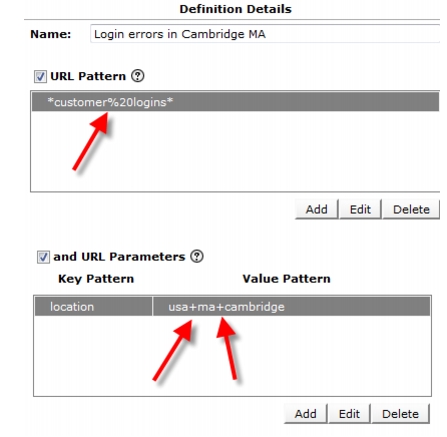 Definition Details
Name: Login errors in Cambridge MA
URL Pattern ?
*customer%20logins*
Add Edit Delete
and URL Parameters ?
Key Pattern Value Pattern
location usa+ma+cambridge
Add Edit Delete